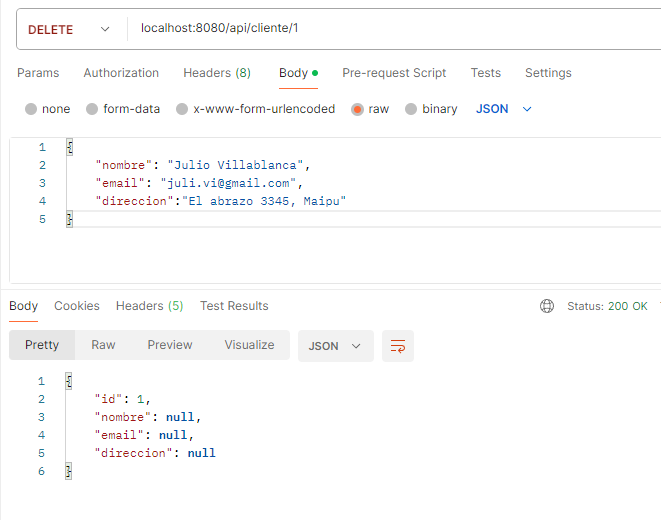 DELETE localhost:8080/api/cliente/1
Params Authorization Headers (8) Body Pre-request Script Tests Settings
none form-data x-www-form-urlencoded raw binary JSON
1 {
2 "nombre": "Julio Villablanca",
3 "email": "juli.vi@gmail.com",
4 "direccion":"El abrazo 3345, Maipu"
5 }
Body Cookies Headers (5) Test Results Status: 200 OK
Pretty Raw Preview Visualize JSON
1 {
2 "id": 1,
3 "nombre": null,
4 "email": null,
5 "direccion": null
6 }